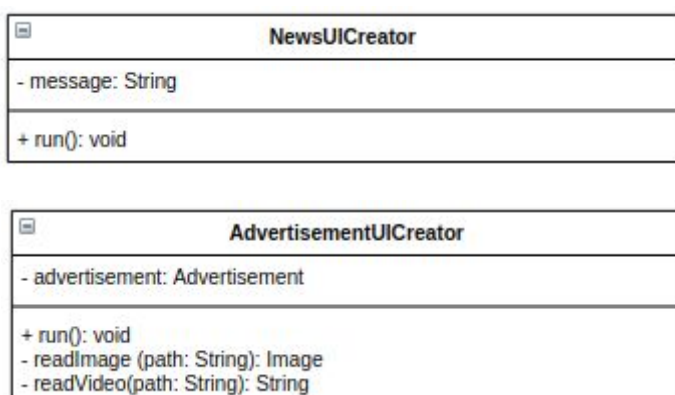 NewsUICreator
- message: String
+ run(): void
AdvertisementUICreator
- advertisement: Advertisement
+ run(): void
- readImage (path: String): Image
- readVideo(path: String): String